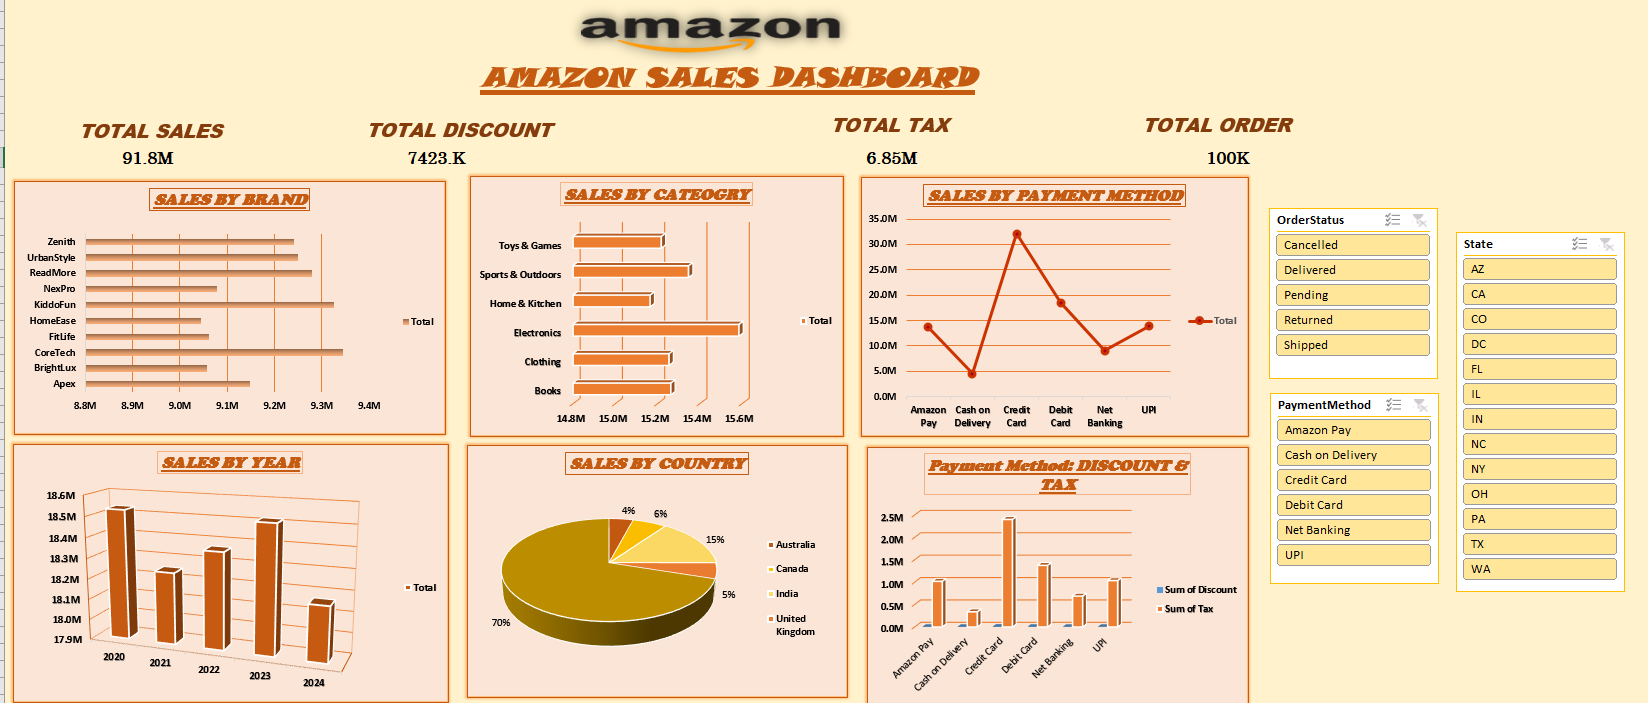 amazon
AMAZON SALES DASHBOARD
TOTAL SALES
91.8M
TOTAL DISCOUNT
7423.K
TOTAL TAX
6.85M
TOTAL ORDER
100K
SALES BY BRAND
Zenith
UrbanStyle
ReadMore
NexPro
KiddoFun
HomeEase
FitLife
CoreTech
BrightLux
Apex
8.8M 8.9M 9.0M 9.1M 9.2M 9.3M 9.4M
Total
SALES BY CATEOGRY
Toys & Games
Sports & Outdoors
Home & Kitchen
Electronics
Clothing
Books
14.8M 15.0M 15.2M 15.4M 15.6M
Total
SALES BY PAYMENT METHOD
35.0M
30.0M
25.0M
20.0M
15.0M
10.0M
5.0M
0.0M
Amazon Pay
Cash on Delivery
Credit Card
Debit Card
Net Banking
UPI
Total
OrderStatus
Cancelled
Delivered
Pending
Returned
Shipped
PaymentMethod
Amazon Pay
Cash on Delivery
Credit Card
Debit Card
Net Banking
UPI
State
AZ
CA
CO
DC
FL
IL
IN
NC
NY
OH
PA
TX
WA
SALES BY YEAR
18.6M
18.5M
18.4M
18.3M
18.2M
18.1M
18.0M
17.9M
2020
2021
2022
2023
2024
Total
SALES BY COUNTRY
4%
6%
15%
5%
70%
Australia
Canada
India
United
Kingdom
Payment Method: DISCOUNT &
TAX
2.5M
2.0M
1.5M
1.0M
0.5M
0.0M
Amazon Pay
Cash on Delivery
Credit Card
Debit Card
Net Banking
UPI
Sum of Discount
Sum of Tax